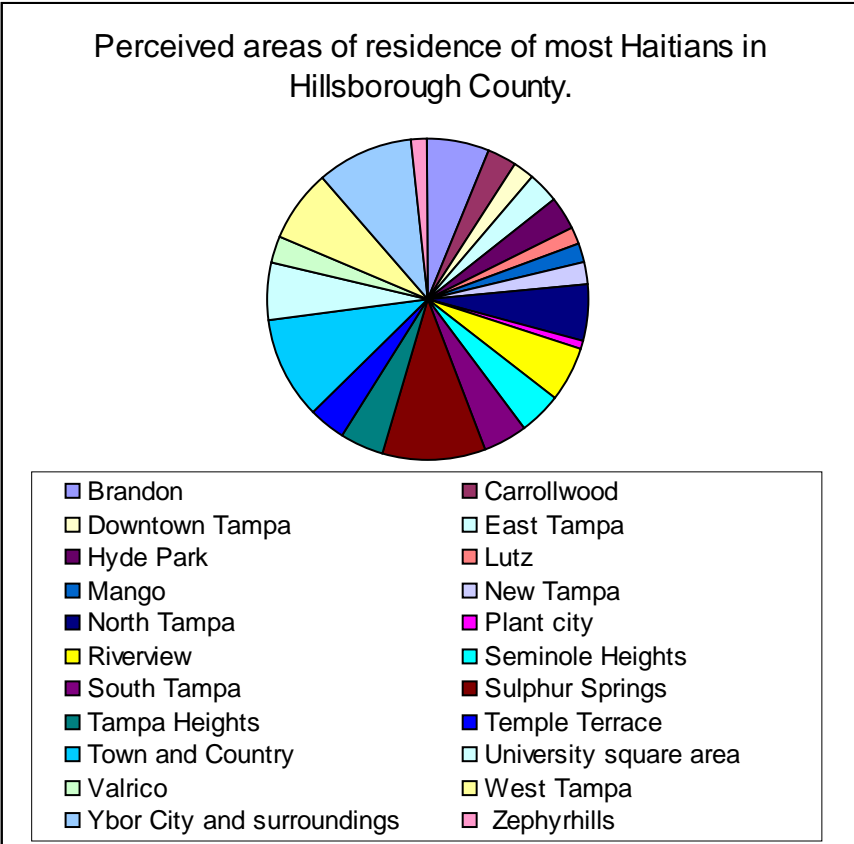 Perceived areas of residence of most Haitians in
Hillsborough County.
Brandon
Carrollwood
Downtown Tampa
East Tampa
Hyde Park
Lutz
Mango
New Tampa
North Tampa
Plant city
Riverview
Seminole Heights
South Tampa
Sulphur Springs
Tampa Heights
Temple Terrace
Town and Country
University square area
Valrico
West Tampa
Ybor City and surroundings
Zephyrhills